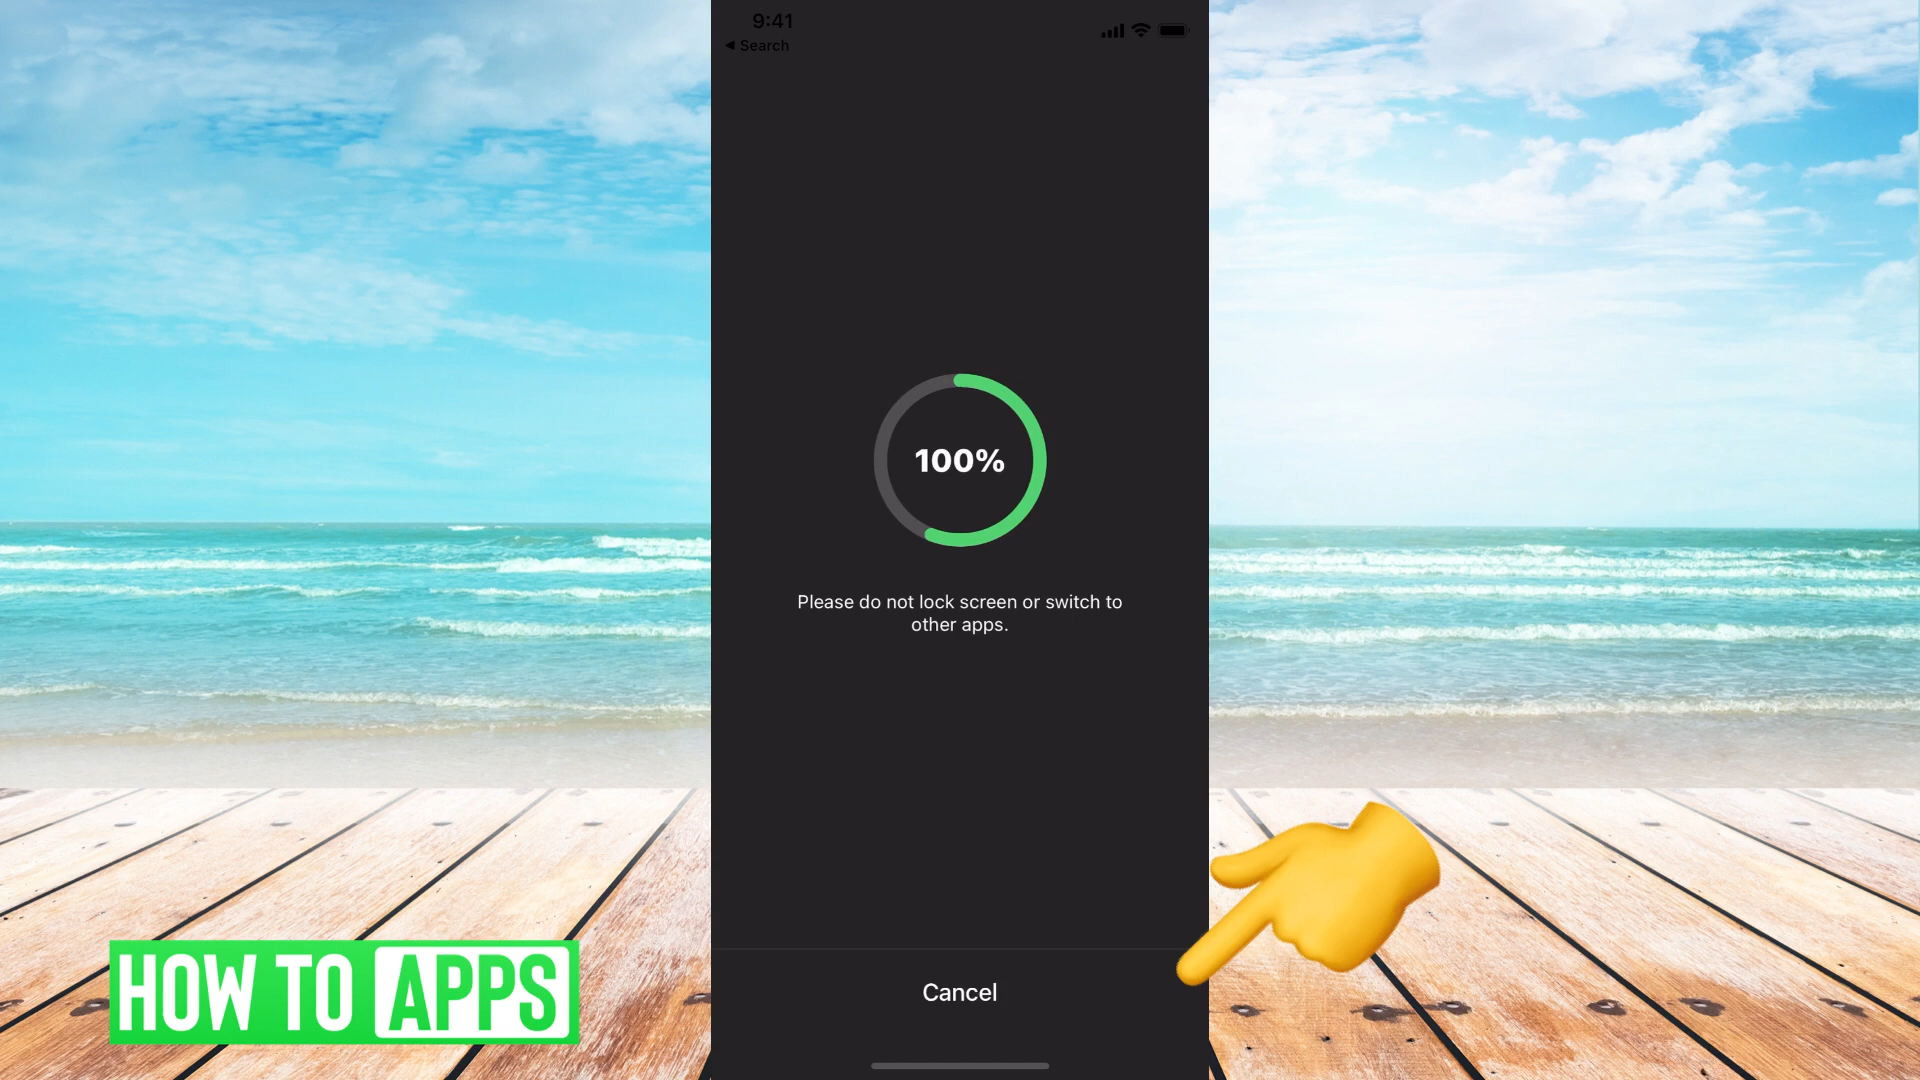 9:41
◀ Search
100%
Please do not lock screen or switch to
other apps.
Cancel
HOW TO APPS